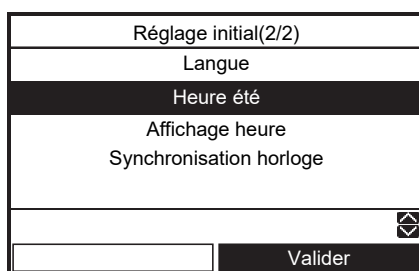 Réglage initial(2/2)
Langue
Heure été
Affichage heure
Synchronisation horloge
Valider